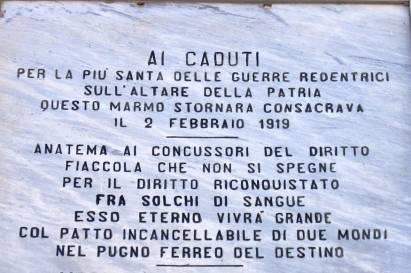 AI CADUTI
PER LA PIU' SANTA DELLE GUERRE REDENTRICI
SULL'ALTARE DELLA PATRIA
QUESTO MARMO STORNARA CONSACRAVA
IL 2 FEBBRAIO 1919
ANATEMA AI CONCUSSORI DEL DIRITTO
FIACCOLA CHE NON SI SPEGNE
PER IL DIRITTO RICONQUISTATO
FRA SOLCHI DI SANGUE
ESSO ETERNO VIVRA' GRANDE
COL PATTO INCANCELLABILE DI DUE MONDI
NEL PUGNO FERREO DEL DESTINO